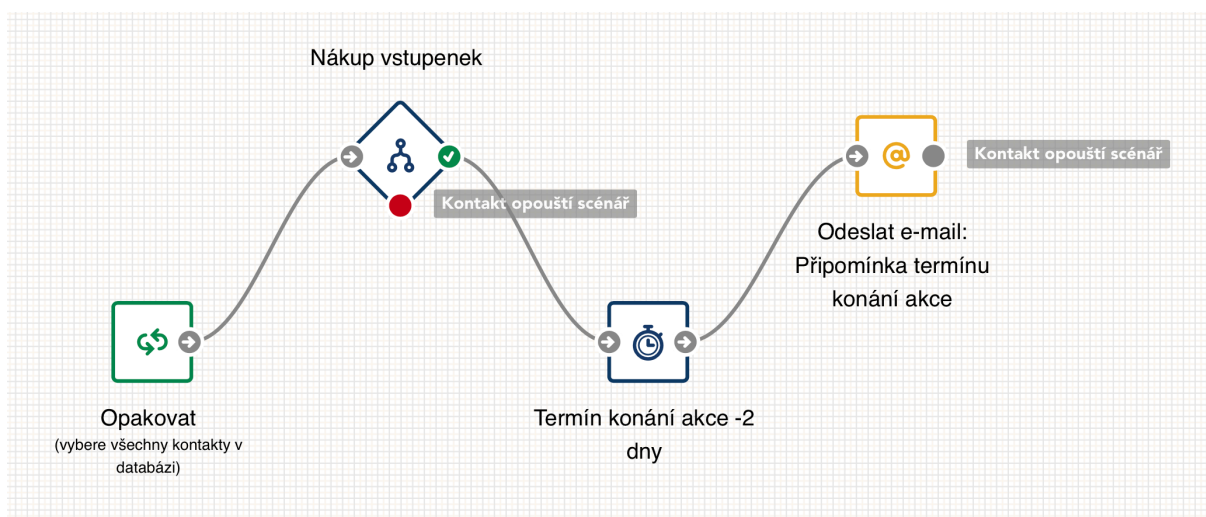 Nákup vstupenek
Kontakt opouští scénář
Kontakt opouští scénář
Odeslat e-mail:
Připomínka termínu
konání akce
Opakovat
(vybere všechny kontakty v
databázi)
Termín konání akce -2
dny